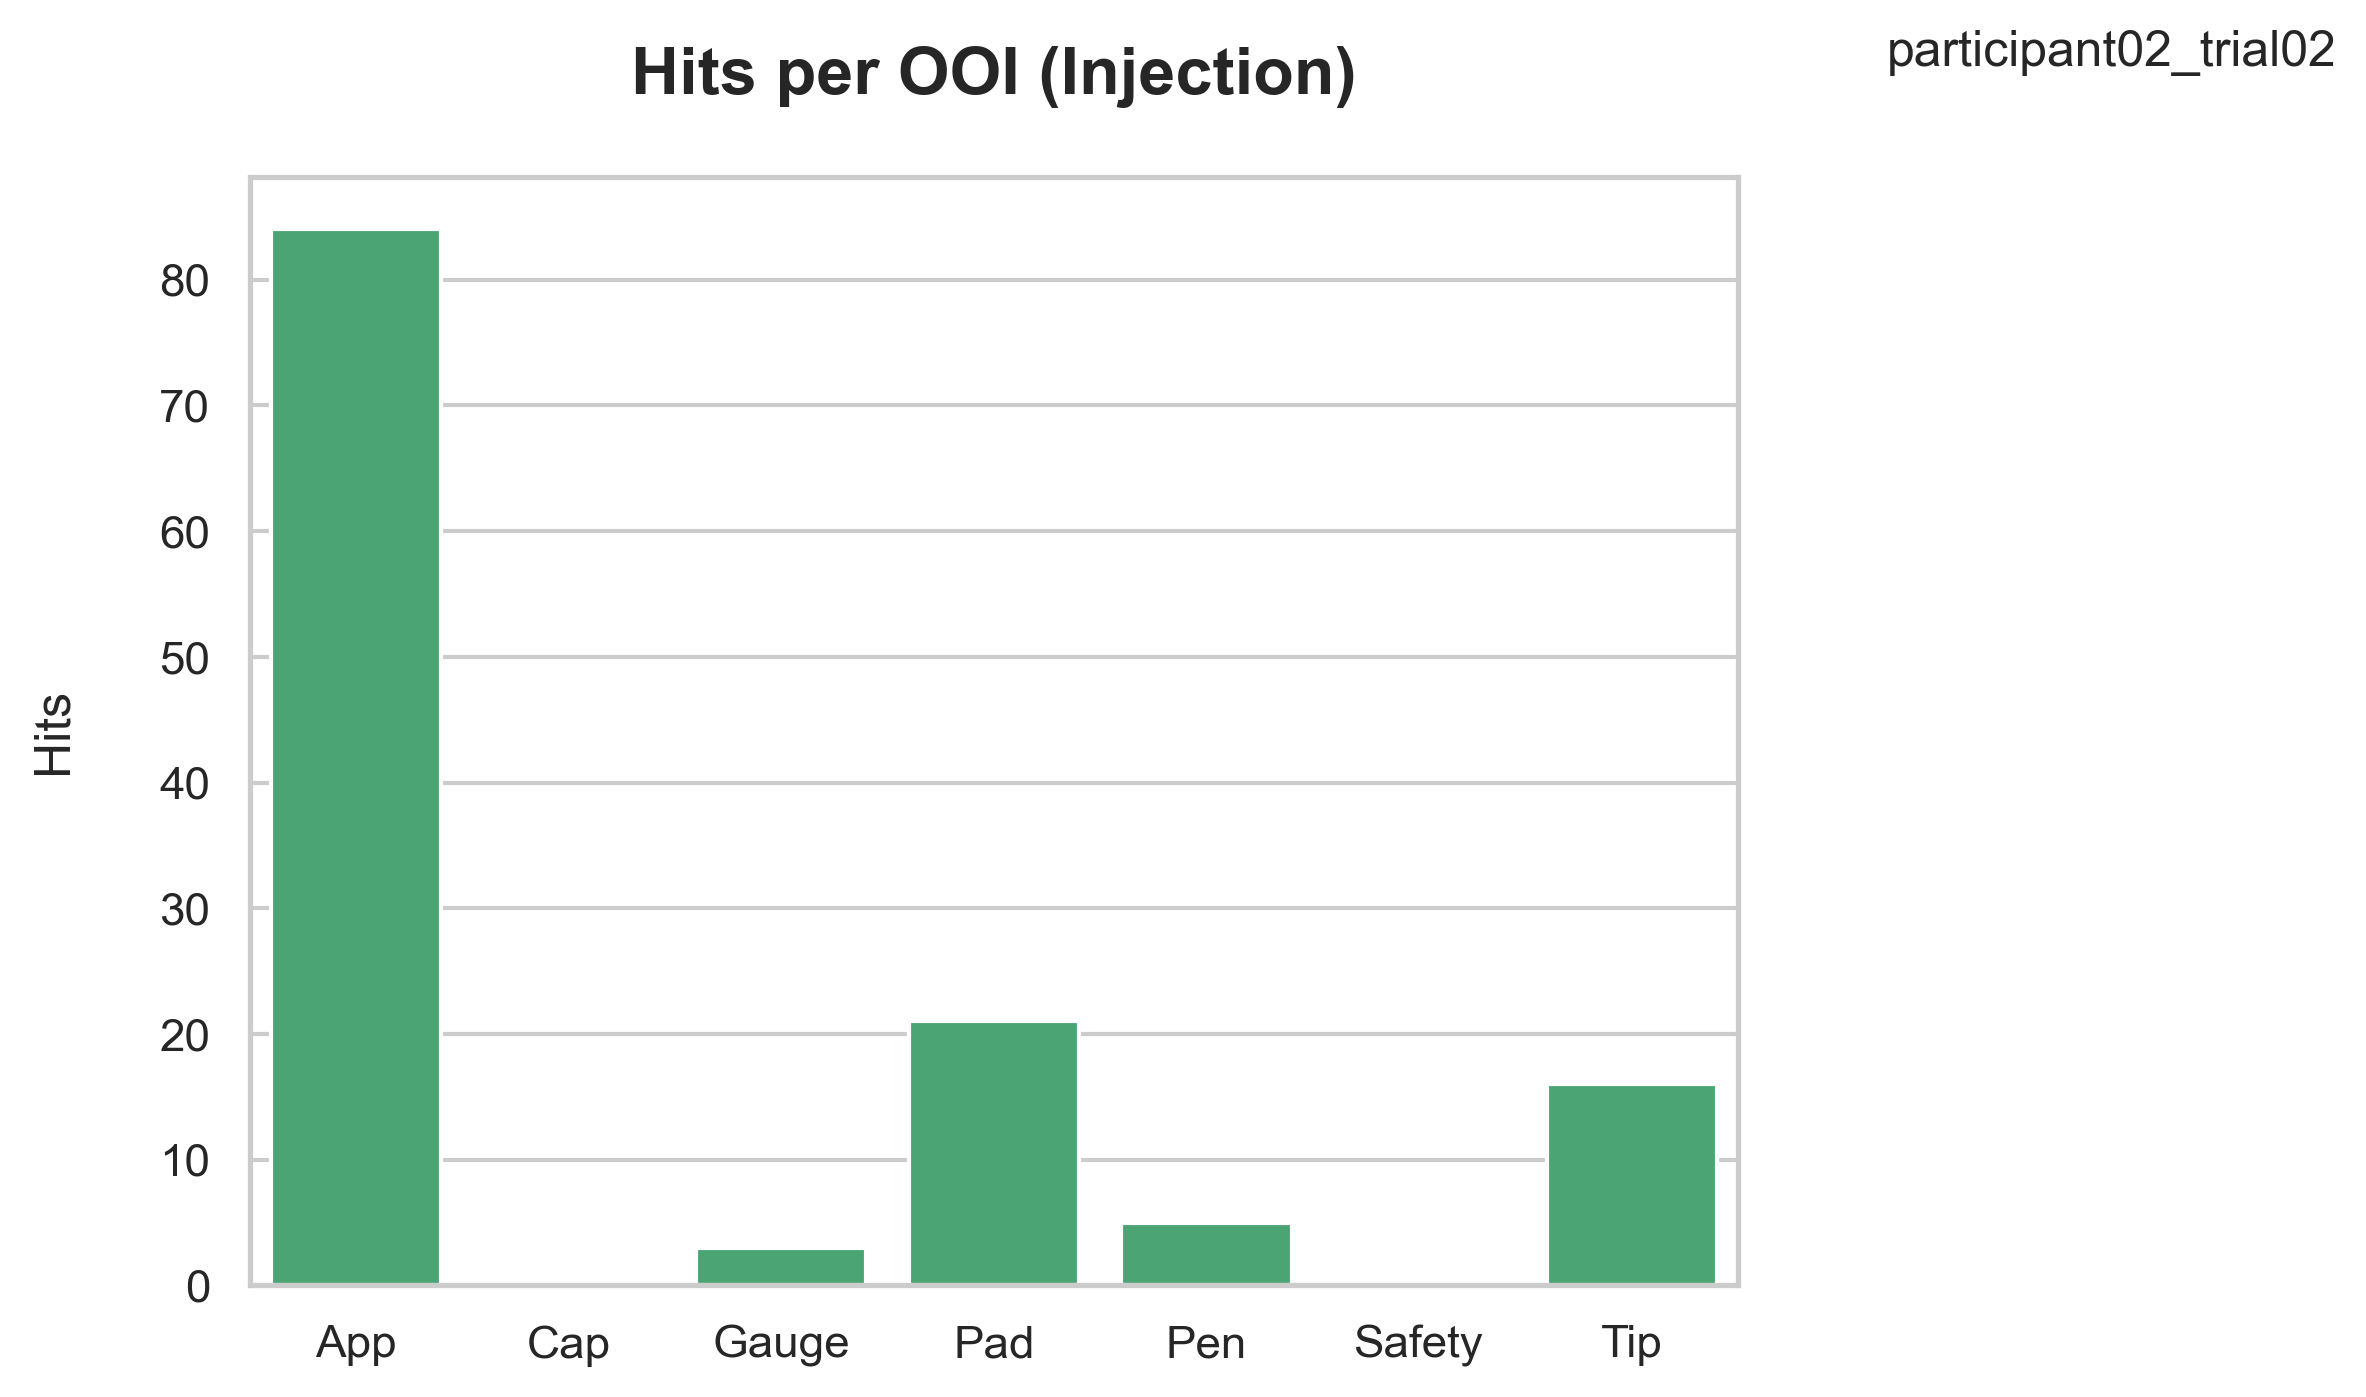 participant02_trial02
Hits per OOI (Injection)
Hits
80
70
60
50
40
30
20
10
0
App Cap Gauge Pad Pen Safety Tip